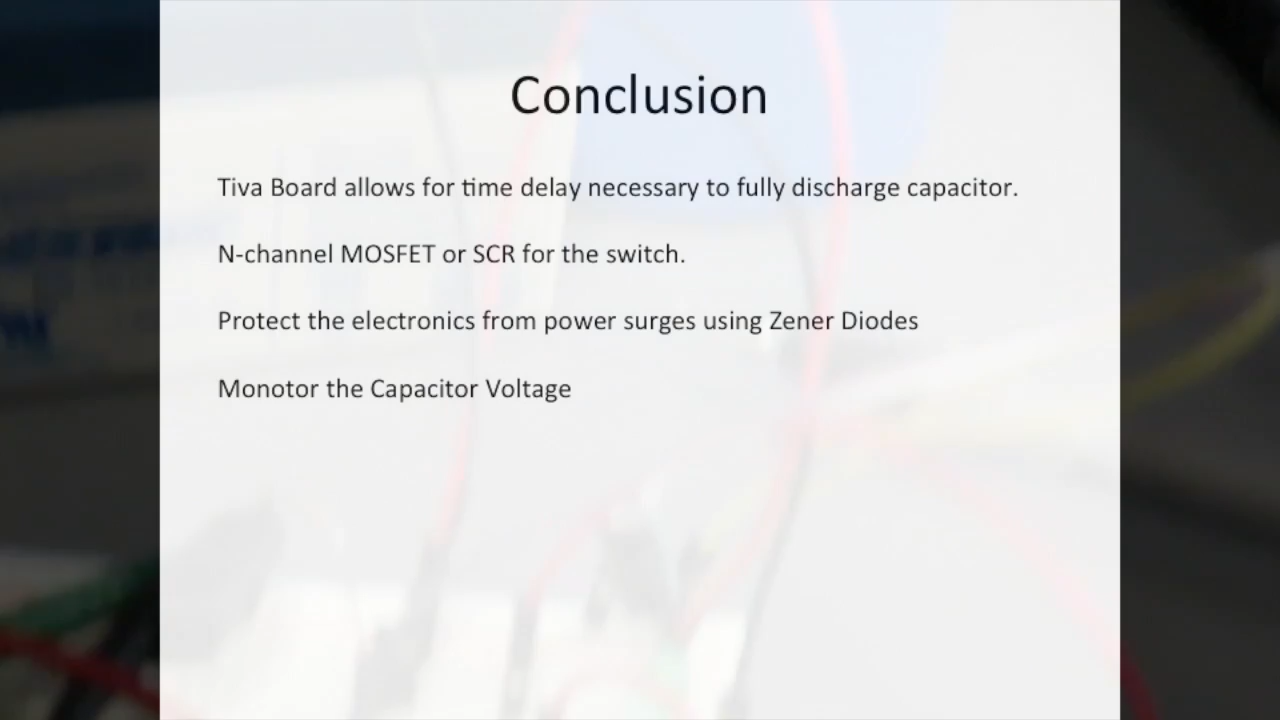 Conclusion
Tiva Board allows for time delay necessary to fully discharge capacitor.
N-channel MOSFET or SCR for the switch.
Protect the electronics from power surges using Zener Diodes
Monotor the Capacitor Voltage